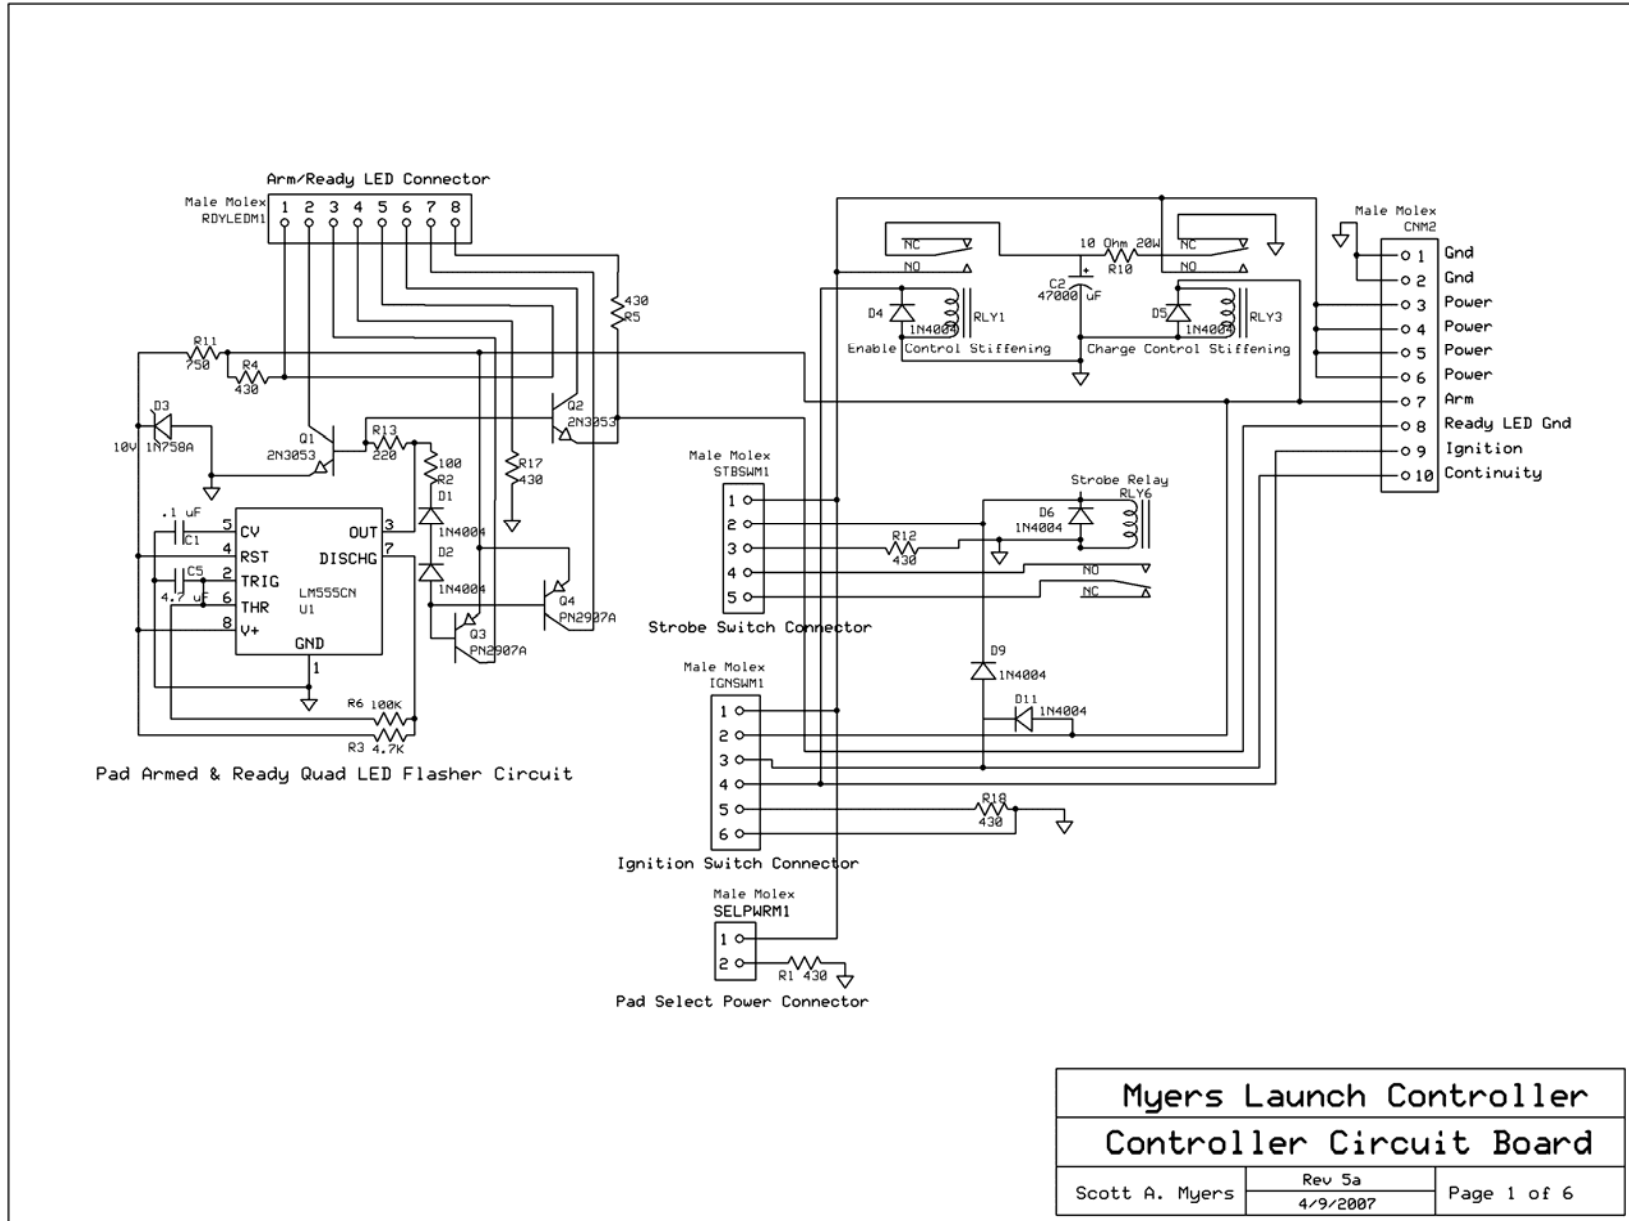 Arm/Ready LED Connector
Male Molex
RDYLEDM1
1 2 3 4 5 6 7 8
430
R5
R11
750
R4
430
D3
10V 1N758A
Q1
2N3053
R13
220
Q2
2N3053
100
R2
R17
430
D1
1N4004
D2
1N4004
.1 uF
C1
C5
4.7 uF
5 CV
4 RST
2 TRIG
6 THR
8 V+
OUT 3
DISCHG 7
LM555CN
U1
GND
1
Q3
PN2907A
Q4
PN2907A
R6 100K
R3 4.7K
Pad Armed & Ready Quad LED Flasher Circuit
NC
NO
D4
1N4004
RLY1
Enable Control Stiffening
10 Ohm 20W
R10
+
C2
47000 uF
NC
NO
D5
1N4004
RLY3
Charge Control Stiffening
Male Molex
CNM2
1 Gnd
2 Gnd
3 Power
4 Power
5 Power
6 Power
7 Arm
8 Ready LED Gnd
9 Ignition
10 Continuity
Male Molex
STBSWM1
1
2
3
4
5
Strobe Switch Connector
R12
430
Strobe Relay
RLY6
D6
1N4004
NO
NC
D9
1N4004
D11
1N4004
Male Molex
IGNSWM1
1
2
3
4
5
6
R18
430
Ignition Switch Connector
Male Molex
SELPWRM1
1
2
R1 430
Pad Select Power Connector
Myers Launch Controller
Controller Circuit Board
Scott A. Myers
Rev 5a
4/9/2007
Page 1 of 6